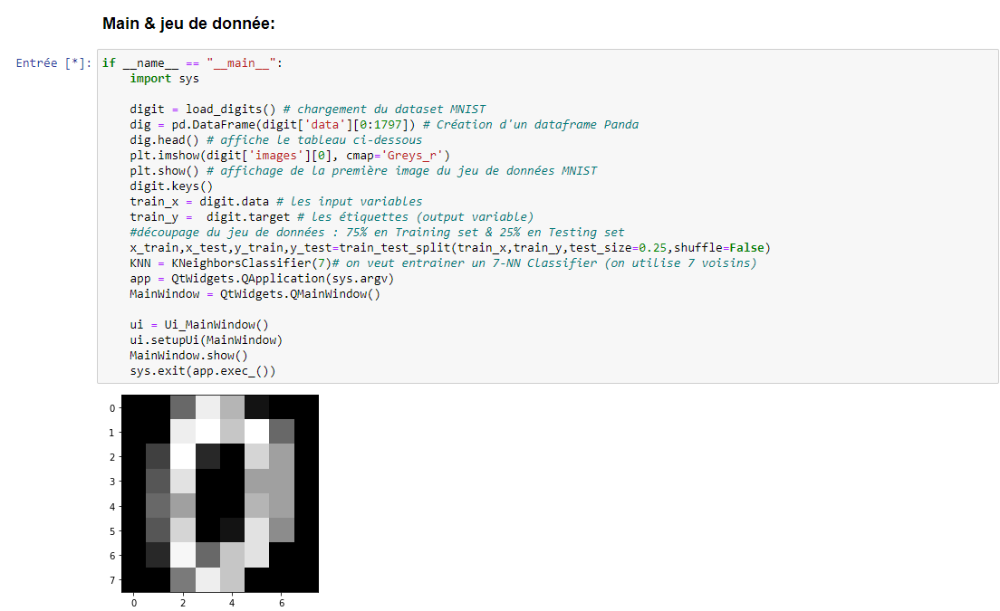 Main & jeu de donnée:
Entrée [*]: if __name__ == "__main__":
    import sys

    digit = load_digits() # chargement du dataset MNIST
    dig = pd.DataFrame(digit['data'][0:1797]) # Création d'un dataframe Panda
    dig.head() # affiche le tableau ci-dessous
    plt.imshow(digit['images'][0], cmap='Greys_r')
    plt.show() # affichage de la première image du jeu de données MNIST
    digit.keys()
    train_x = digit.data # les input variables
    train_y =  digit.target # les étiquettes (output variable)
    #découpage du jeu de données : 75% en Training set & 25% en Testing set
    x_train,x_test,y_train,y_test=train_test_split(train_x,train_y,test_size=0.25,shuffle=False)
    KNN = KNeighborsClassifier(7)# on veut entrainer un 7-NN Classifier (on utilise 7 voisins)
    app = QtWidgets.QApplication(sys.argv)
    MainWindow = QtWidgets.QMainWindow()

    ui = Ui_MainWindow()
    ui.setupUi(MainWindow)
    MainWindow.show()
    sys.exit(app.exec_())
0
1
2
3
4
5
6
7
0 2 4 6